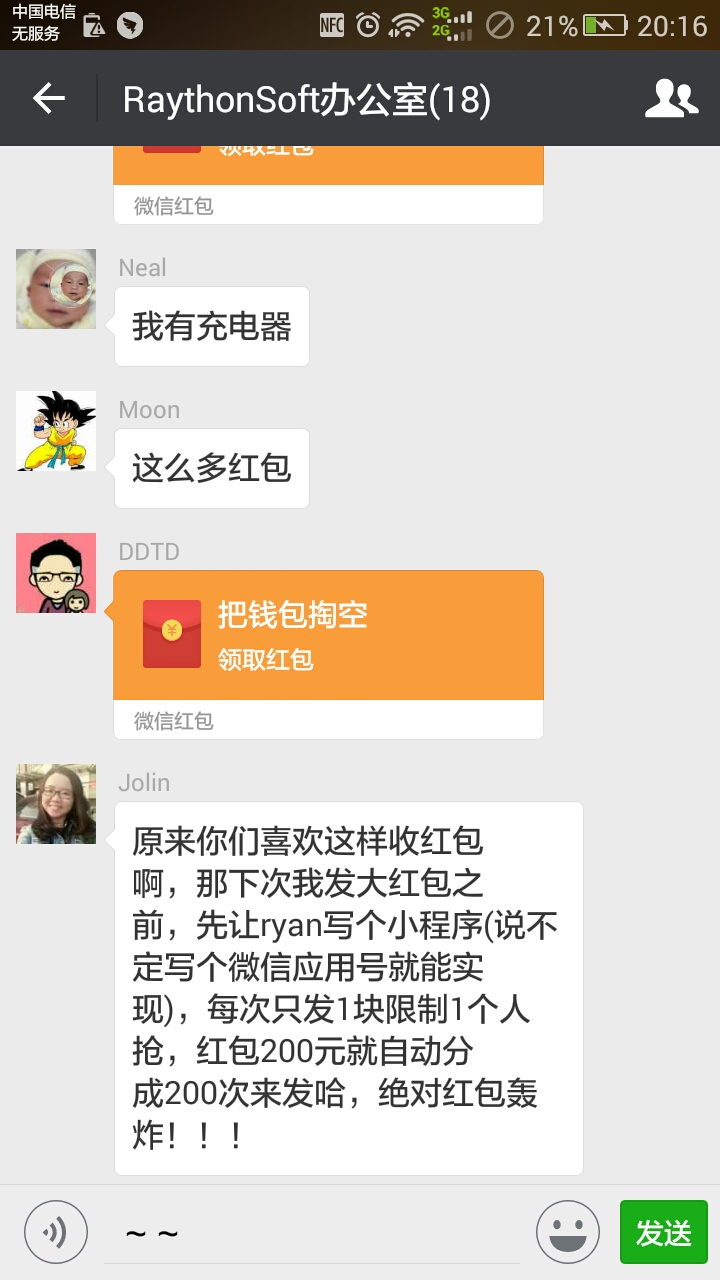 中国电信
无服务
NFC
3G
2G
21%
20:16
RaythonSoft办公室(18)
领取红包
微信红包
Neal
我有充电器
Moon
这么多红包
DDTD
把钱包掏空
领取红包
微信红包
Jolin
原来你们喜欢这样收红包
啊，那下次我发大红包之
前，先让ryan写个小程序(说不
定写个微信应用号就能实
现)，每次只发1块限制1个人
抢，红包200元就自动分
成200次来发哈，绝对红包轰
炸！！！
~ ~
发送